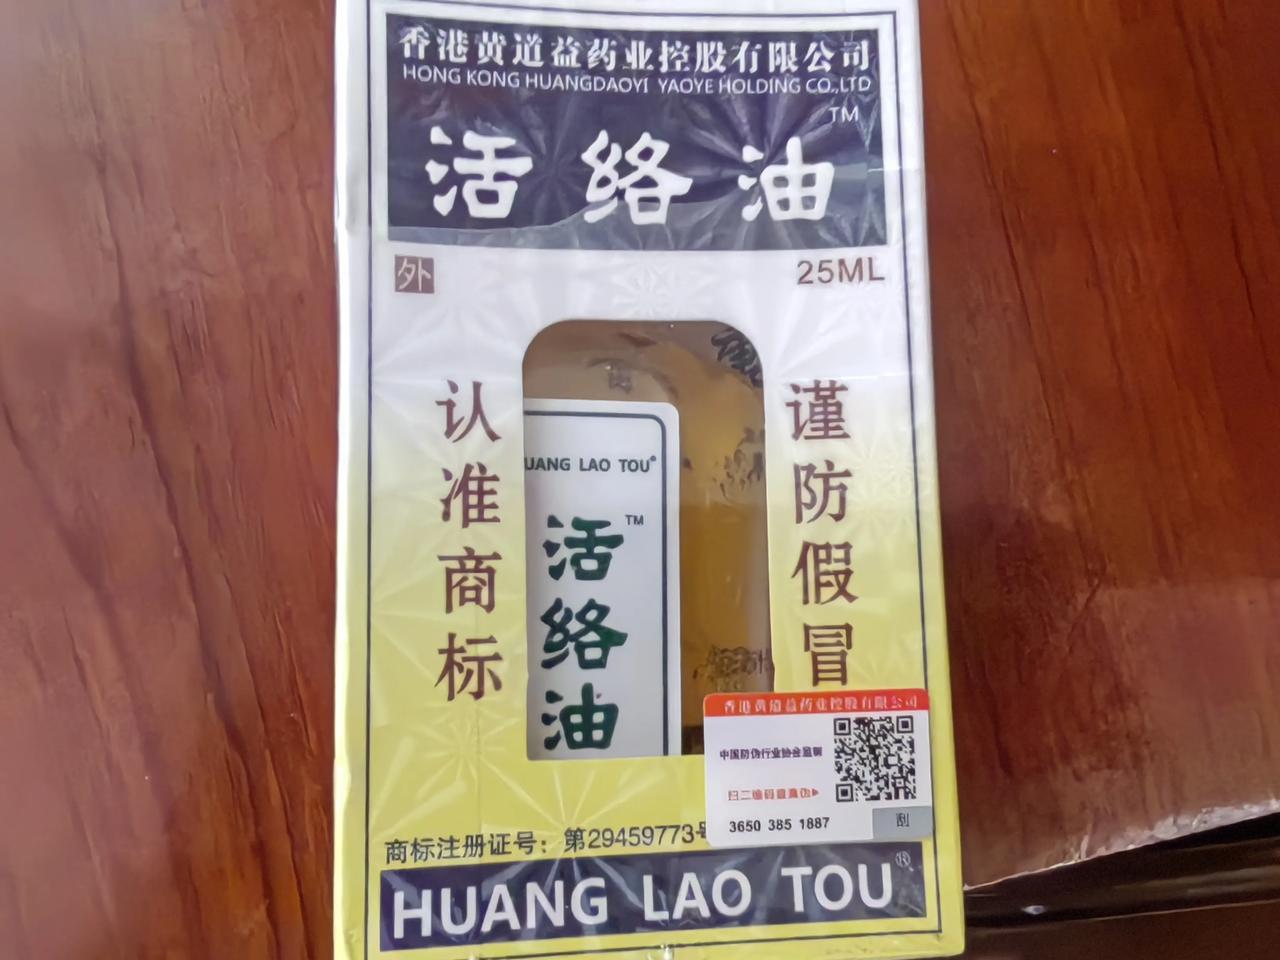 香港黄道益药业控股有限公司
HONG KONG HUANGDAOYI YAOYE HOLDING CO.,LTD
TM
活络油
外
25ML
认准商标
谨防假冒
UANG LAO TOU®
TM
活络油
香港黄道益药业控股有限公司
中国防伪行业协会监制
扫二维码查真伪▶
3650 385 1887
刮
商标注册证号：第29459773号
HUANG LAO TOU®